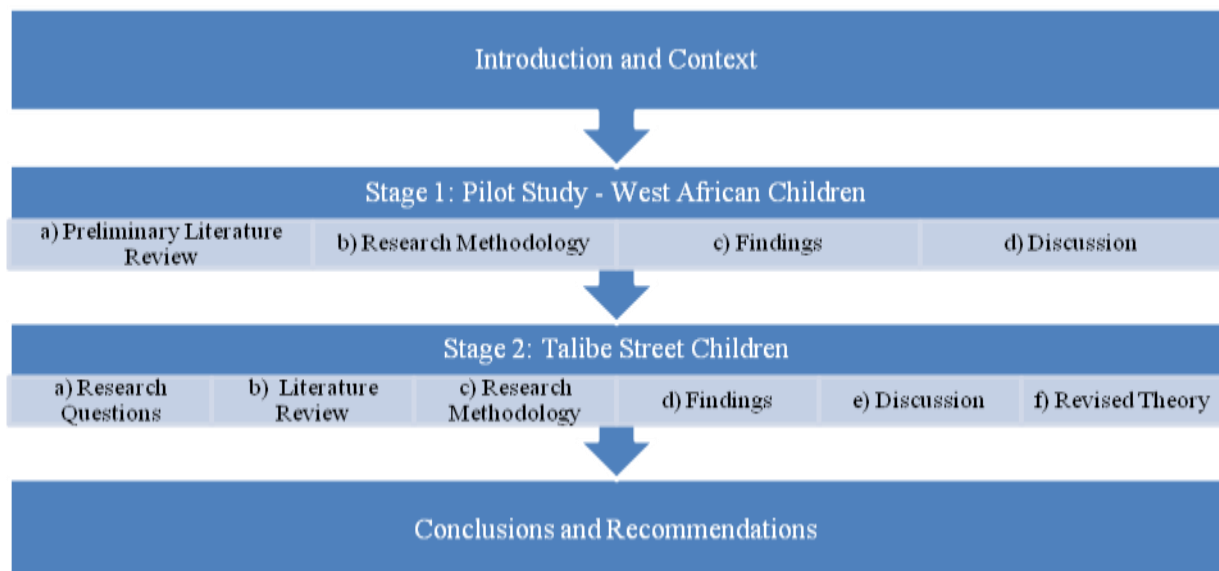 Introduction and Context
Stage 1: Pilot Study - West African Children
a) Preliminary Literature
Review
b) Research Methodology
c) Findings
d) Discussion
Stage 2: Talibe Street Children
a) Research
Questions
b) Literature
Review
c) Research
Methodology
d) Findings
e) Discussion
f) Revised Theory
Conclusions and Recommendations